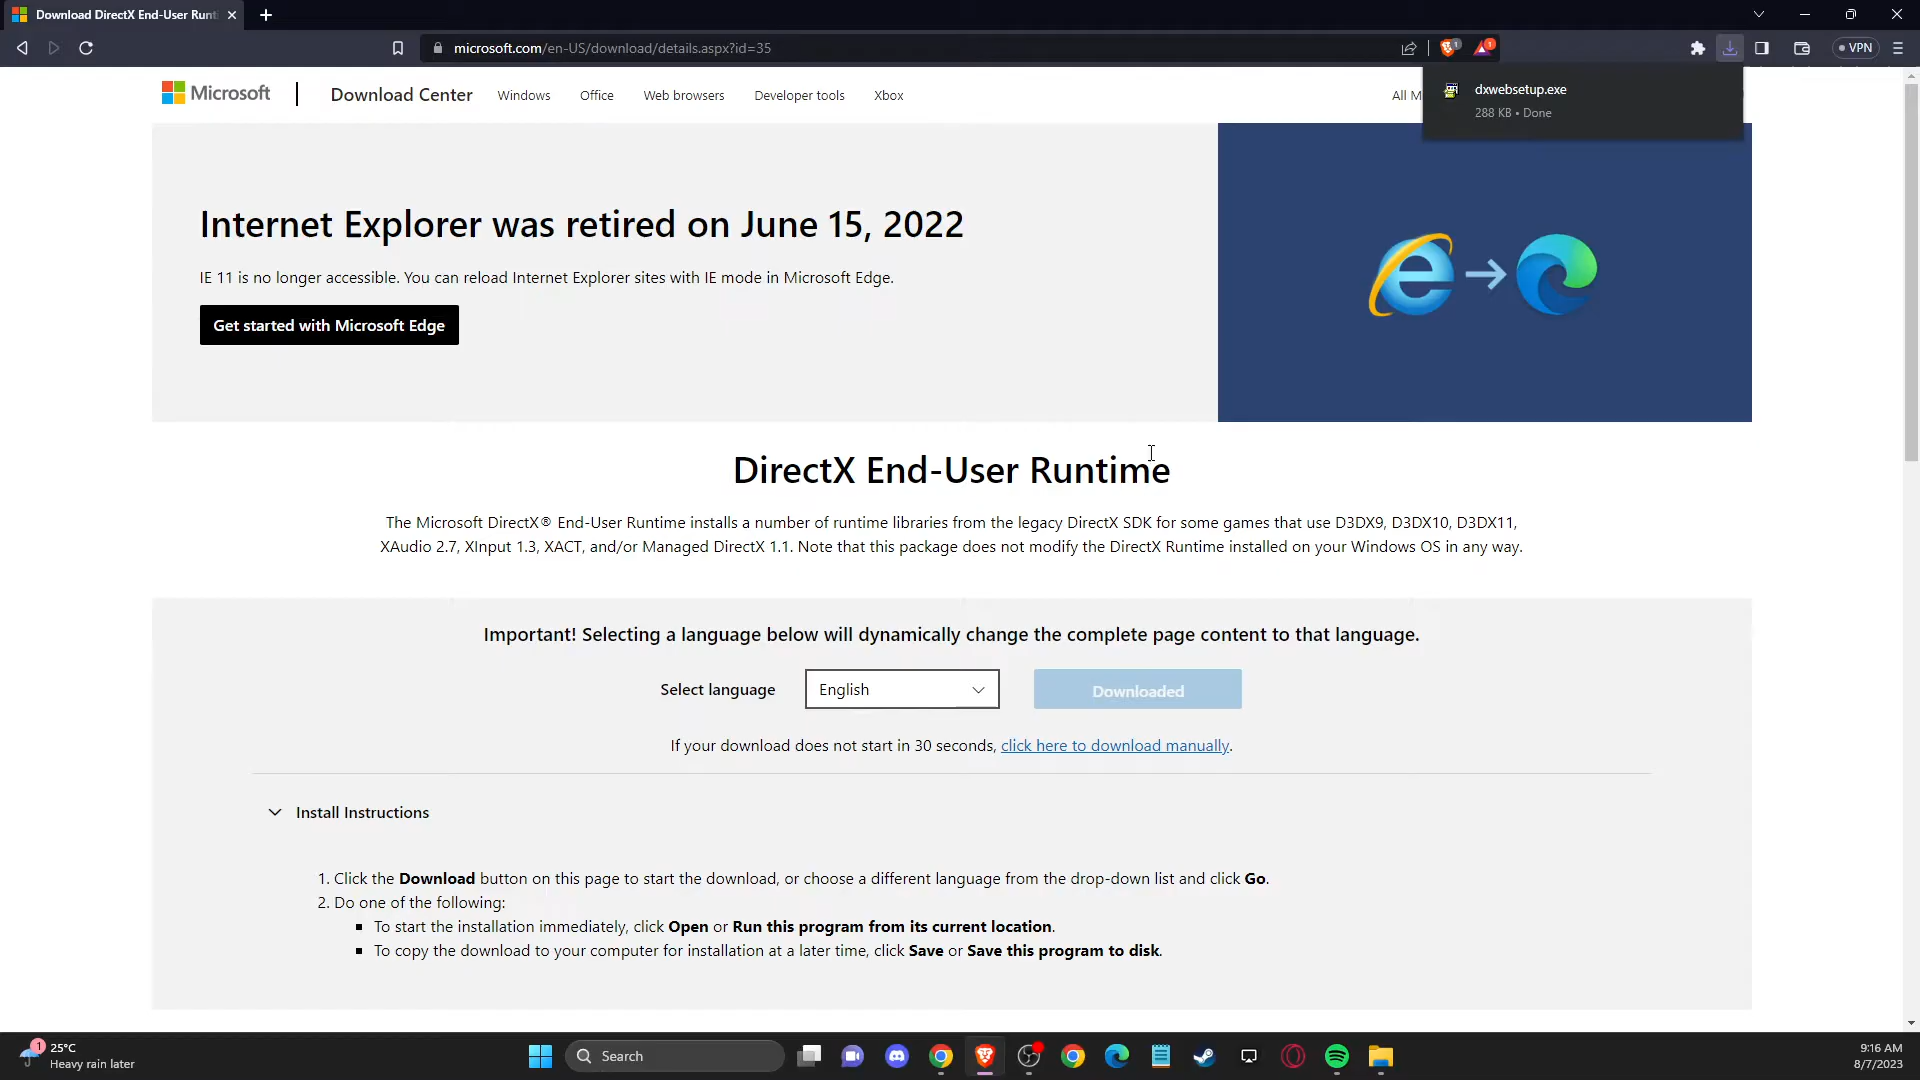 Download DirectX End-User Runti
microsoft.com/en-US/download/details.aspx?id=35
1
1
VPN
Microsoft
Download Center
Windows
Office
Web browsers
Developer tools
Xbox
All M
dxwebsetup.exe
288 KB • Done
Internet Explorer was retired on June 15, 2022
IE 11 is no longer accessible. You can reload Internet Explorer sites with IE mode in Microsoft Edge.
Get started with Microsoft Edge
DirectX End-User Runtime
The Microsoft DirectX® End-User Runtime installs a number of runtime libraries from the legacy DirectX SDK for some games that use D3DX9, D3DX10, D3DX11,
XAudio 2.7, XInput 1.3, XACT, and/or Managed DirectX 1.1. Note that this package does not modify the DirectX Runtime installed on your Windows OS in any way.
Important! Selecting a language below will dynamically change the complete page content to that language.
Select language
English
Downloaded
If your download does not start in 30 seconds, click here to download manually.
Install Instructions
1. Click the Download button on this page to start the download, or choose a different language from the drop-down list and click Go.
2. Do one of the following:
▪ To start the installation immediately, click Open or Run this program from its current location.
▪ To copy the download to your computer for installation at a later time, click Save or Save this program to disk.
1
25°C
Heavy rain later
Search
9:16 AM
8/7/2023